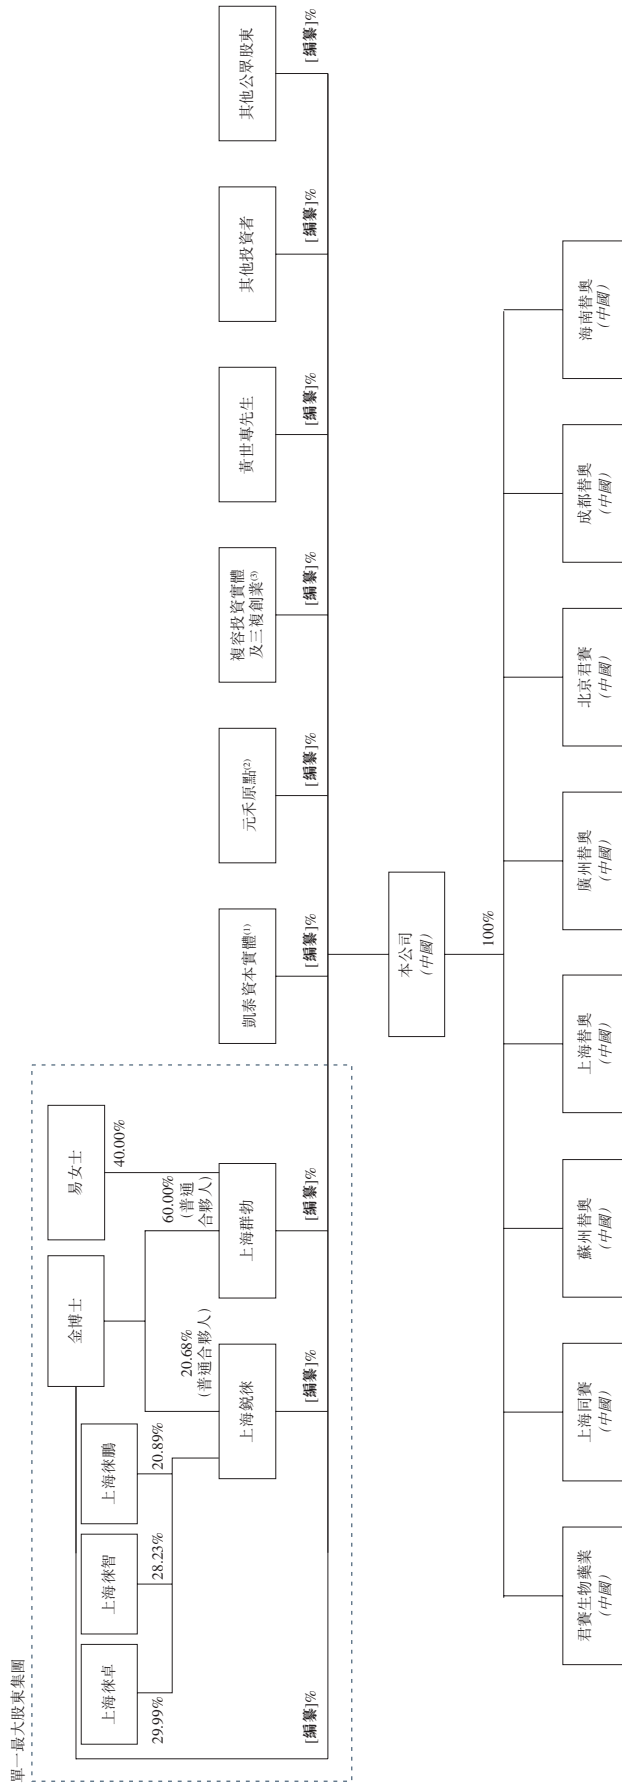 單一最大股東集團
上海徠卓
上海徠智
上海徠鵬
金博士
易女士
29.99%
28.23%
20.89%
20.68%
(普通合夥人)
60.00%
(普通
合夥人)
40.00%
上海銳徠
上海群勃
凱泰資本實體(1)
元禾原點(2)
複容投資實體
及三複創業(3)
黃世專先生
其他投資者
其他公眾股東
[編纂]%
[編纂]%
[編纂]%
[編纂]%
[編纂]%
[編纂]%
[編纂]%
[編纂]%
[編纂]%
本公司
(中國)
100%
君賽生物藥業
(中國)
上海同賽
(中國)
蘇州替奧
(中國)
上海替奧
(中國)
廣州替奧
(中國)
北京君賽
(中國)
成都替奧
(中國)
海南替奧
(中國)